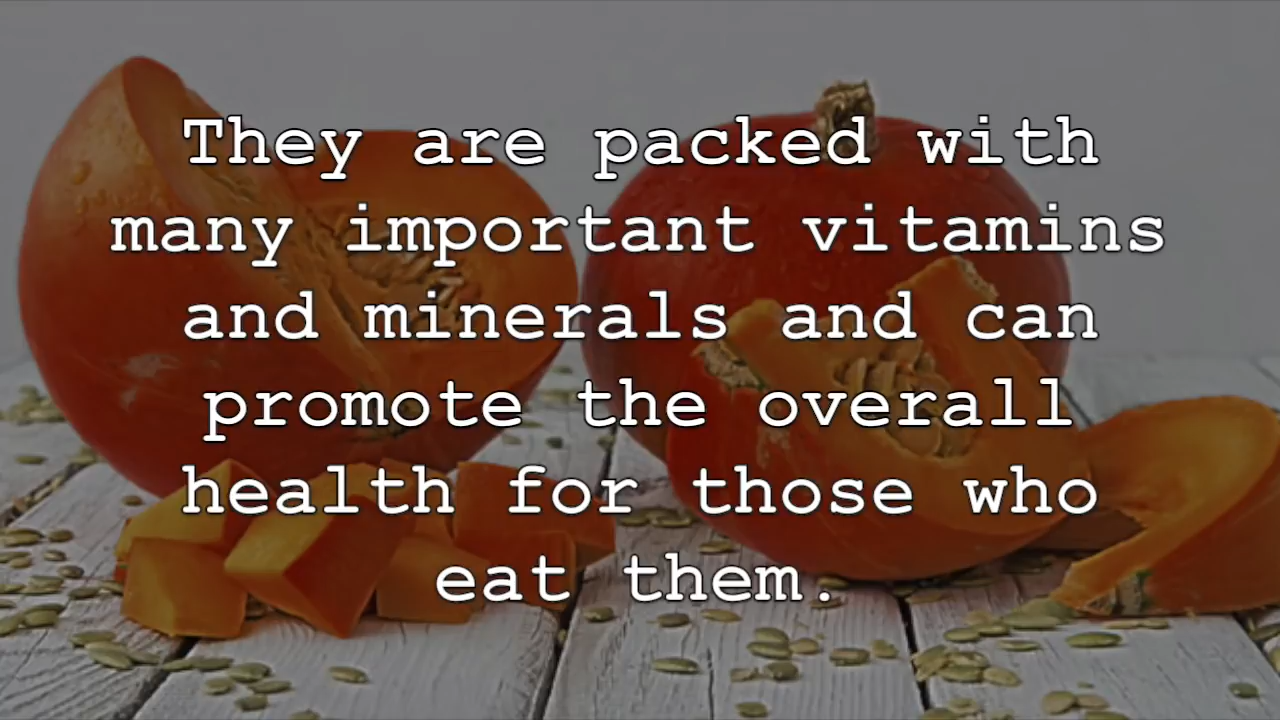 They are packed with
many important vitamins
and minerals and can
promote the overall
health for those who
eat them.